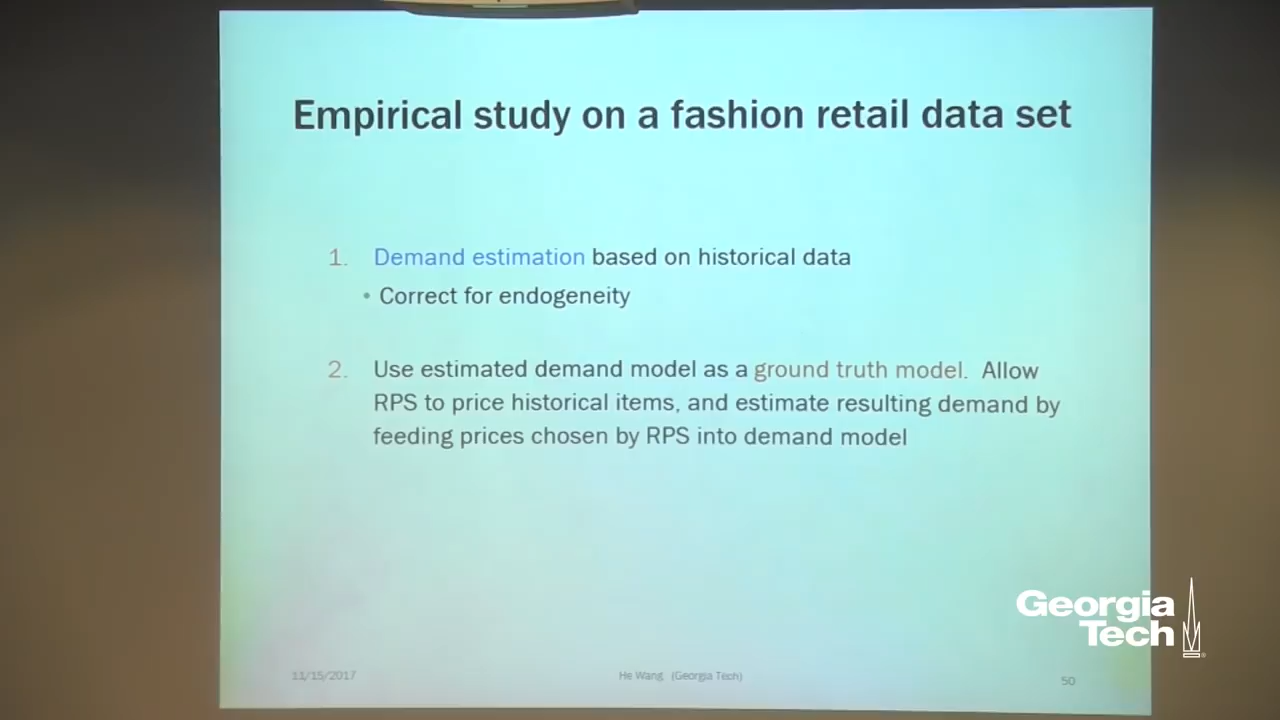 Empirical study on a fashion retail data set
1. Demand estimation based on historical data
• Correct for endogeneity
2. Use estimated demand model as a ground truth model. Allow
RPS to price historical items, and estimate resulting demand by
feeding prices chosen by RPS into demand model
Georgia
Tech
11/15/2017 He Wang (Georgia Tech) 50